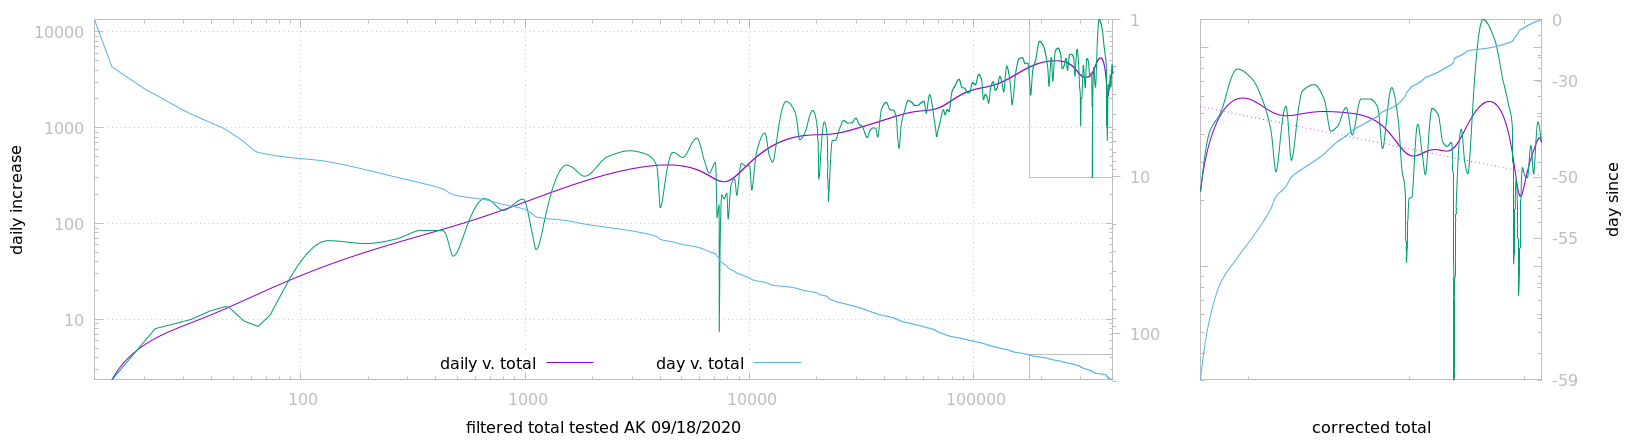 10000
1000
100
10
daily increase
100
1000
10000
100000
filtered total tested AK 09/18/2020
daily v. total
day v. total
1
10
100
0
-30
-50
-55
-59
day since
corrected total